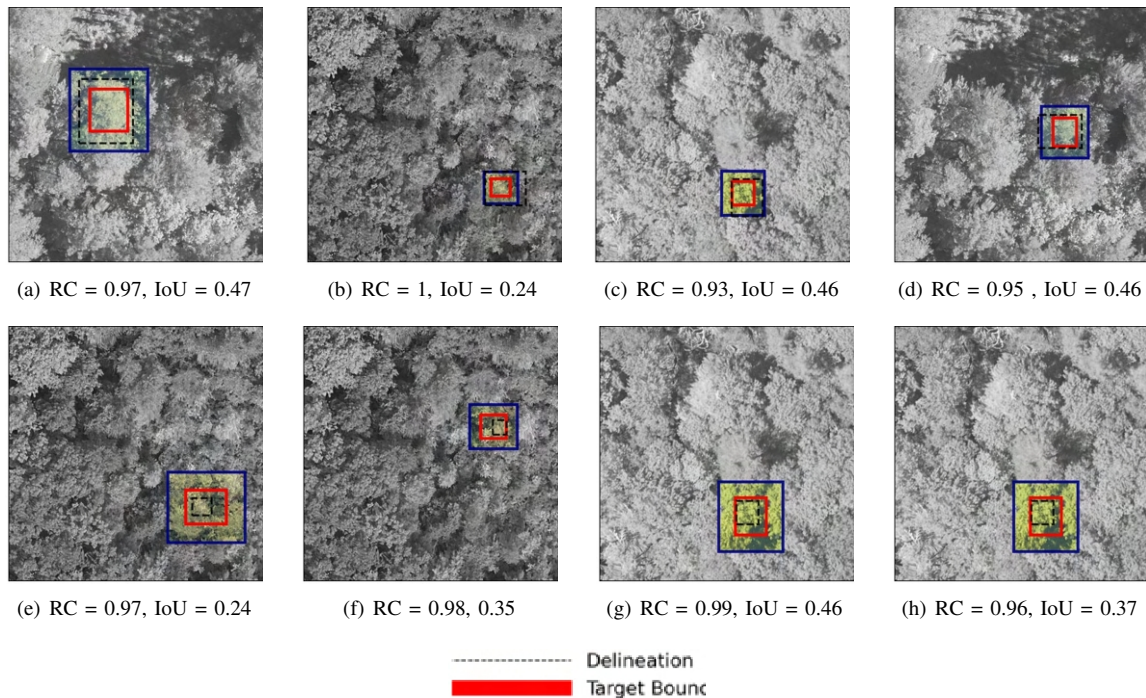 (a) RC = 0.97, IoU = 0.47
(b) RC = 1, IoU = 0.24
(c) RC = 0.93, IoU = 0.46
(d) RC = 0.95 , IoU = 0.46
(e) RC = 0.97, IoU = 0.24
(f) RC = 0.98, 0.35
(g) RC = 0.99, IoU = 0.46
(h) RC = 0.96, IoU = 0.37
Delineation
Target Bound